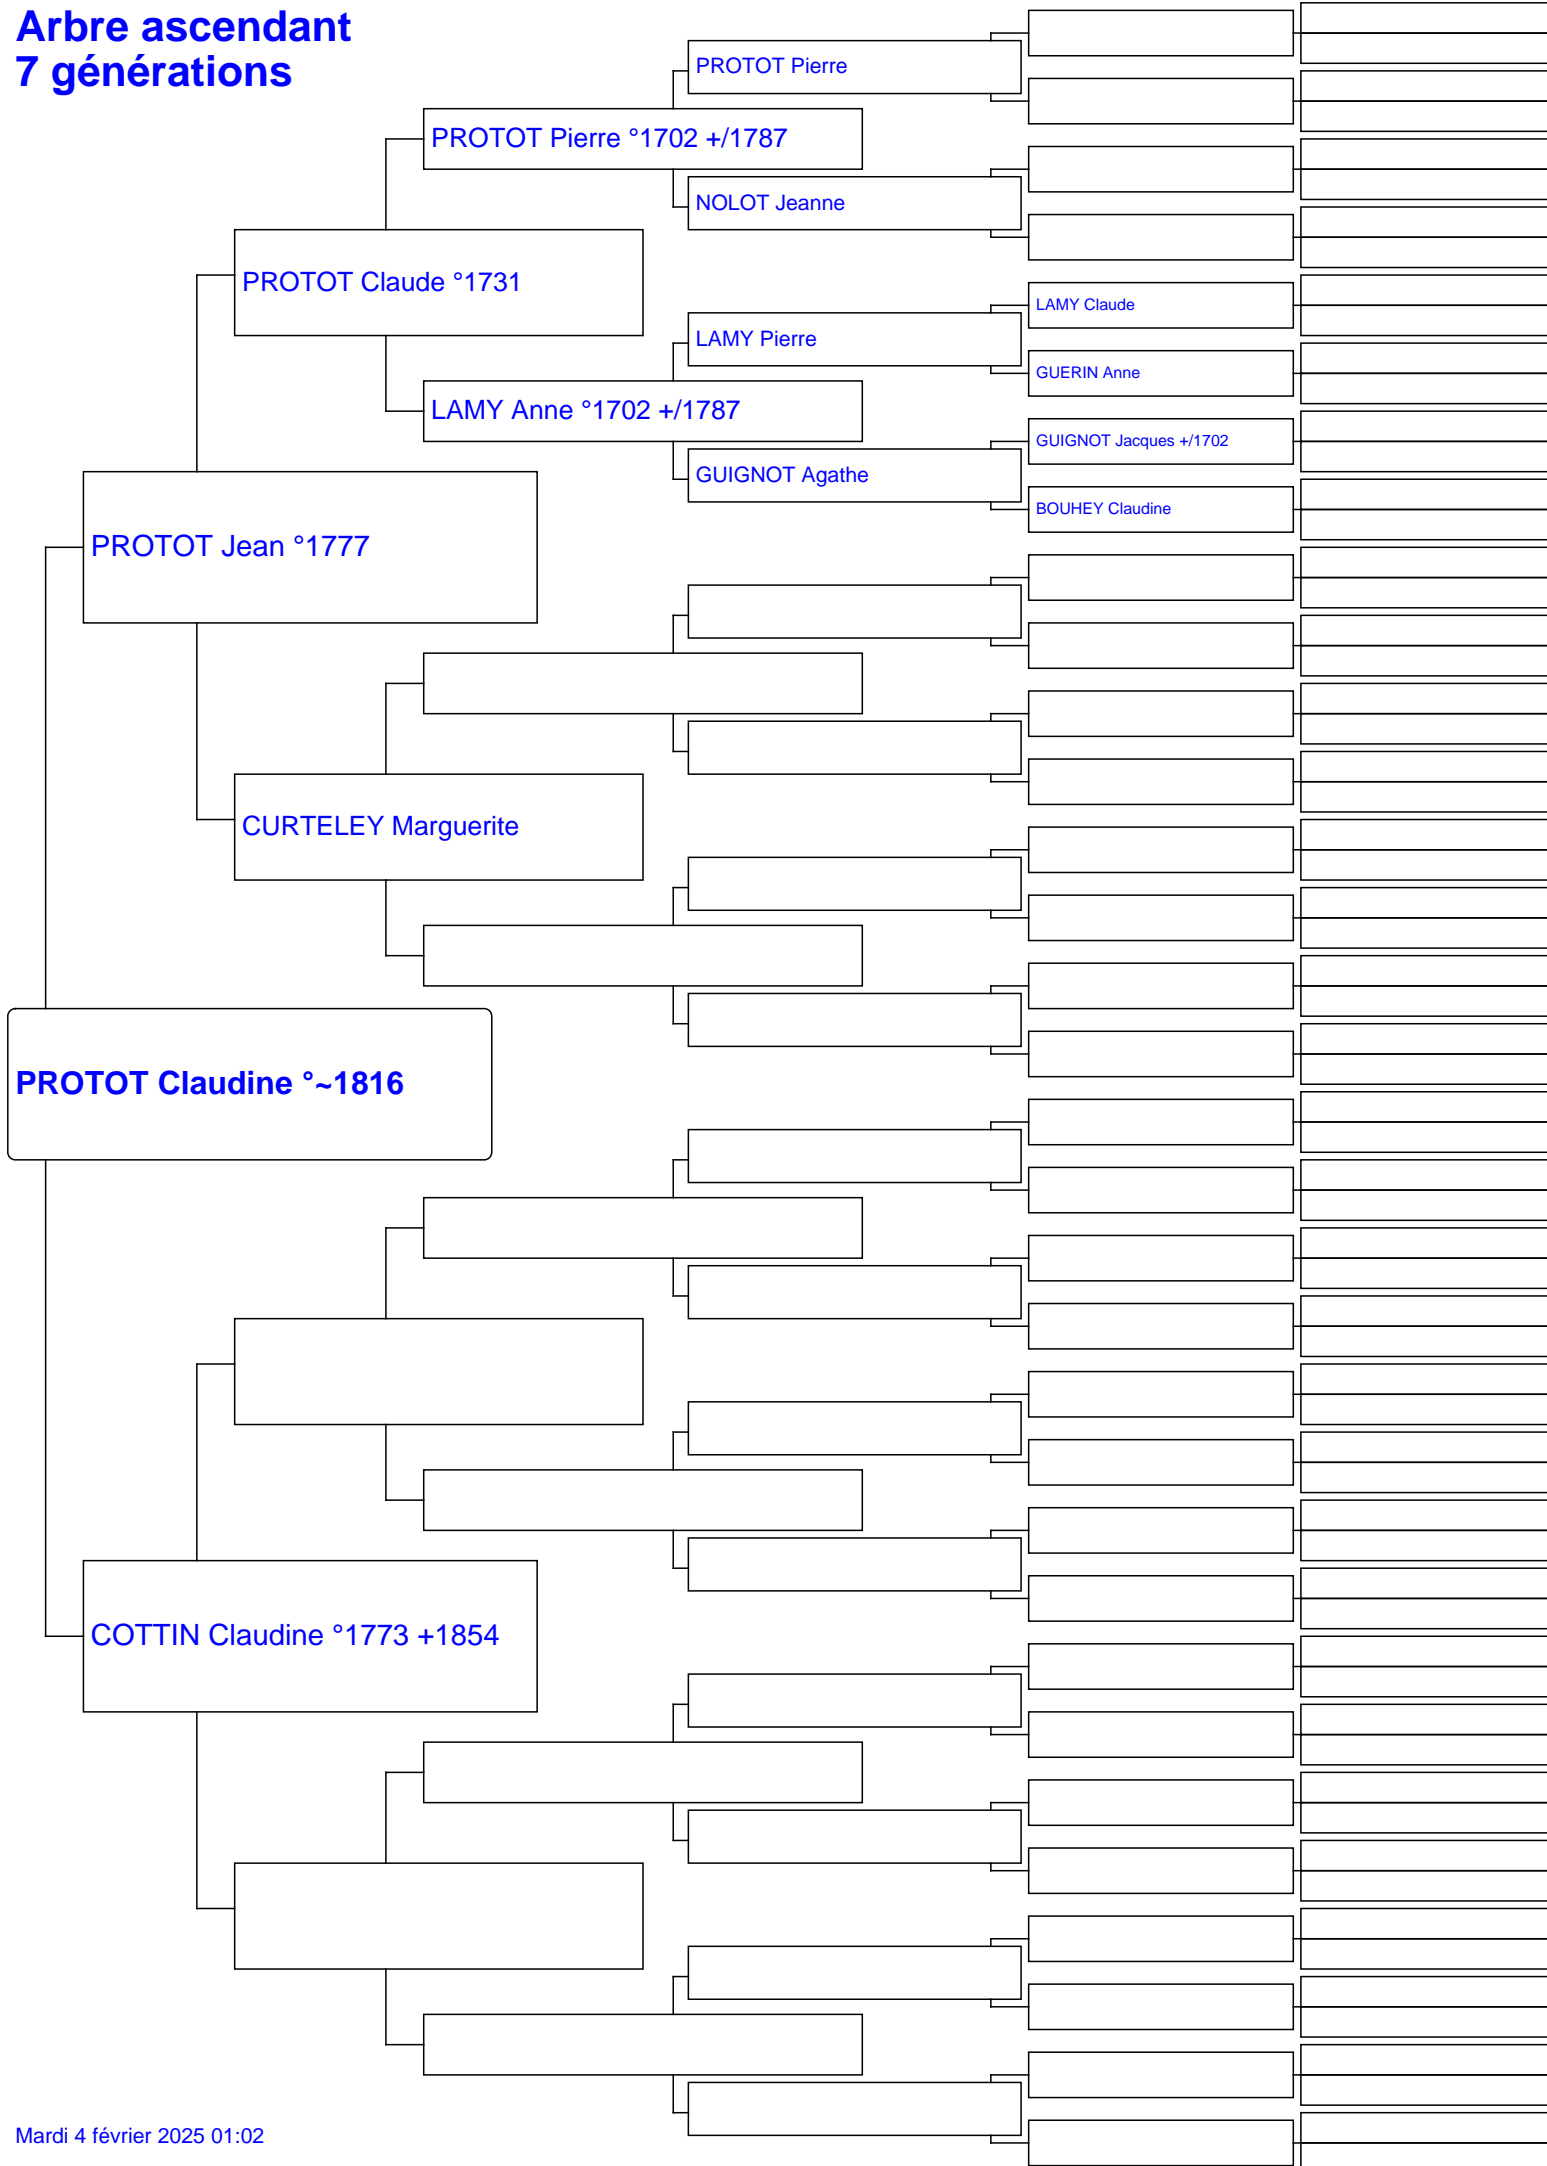 Arbre ascendant
7 générations
PROTOT Pierre
PROTOT Pierre °1702 +/1787
NOLOT Jeanne
PROTOT Claude °1731
LAMY Claude
LAMY Pierre
GUERIN Anne
LAMY Anne °1702 +/1787
GUIGNOT Jacques +/1702
GUIGNOT Agathe
BOUHEY Claudine
PROTOT Jean °1777
CURTELEY Marguerite
PROTOT Claudine °~1816
COTTIN Claudine °1773 +1854
Mardi 4 février 2025 01:02